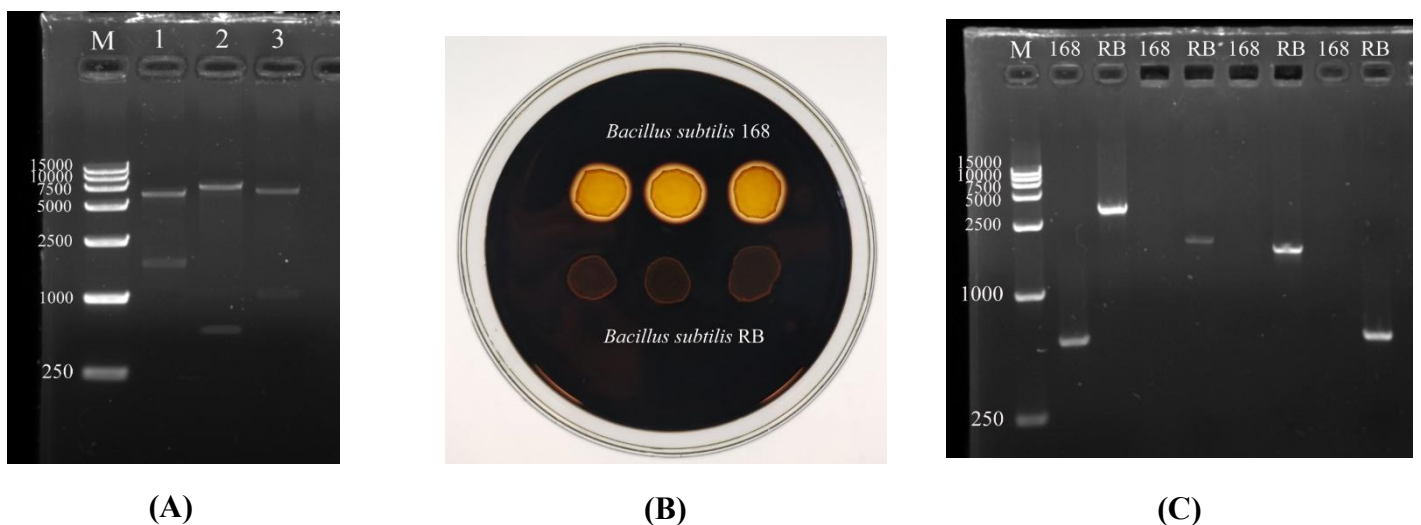 M 1 2 3
15000
10000
7500
5000
2500
1000
250
Bacillus subtilis 168
Bacillus subtilis RB
M 168 RB 168 RB 168 RB 168 RB
15000
10000
7500
5000
2500
1000
250
(A)
(B)
(C)